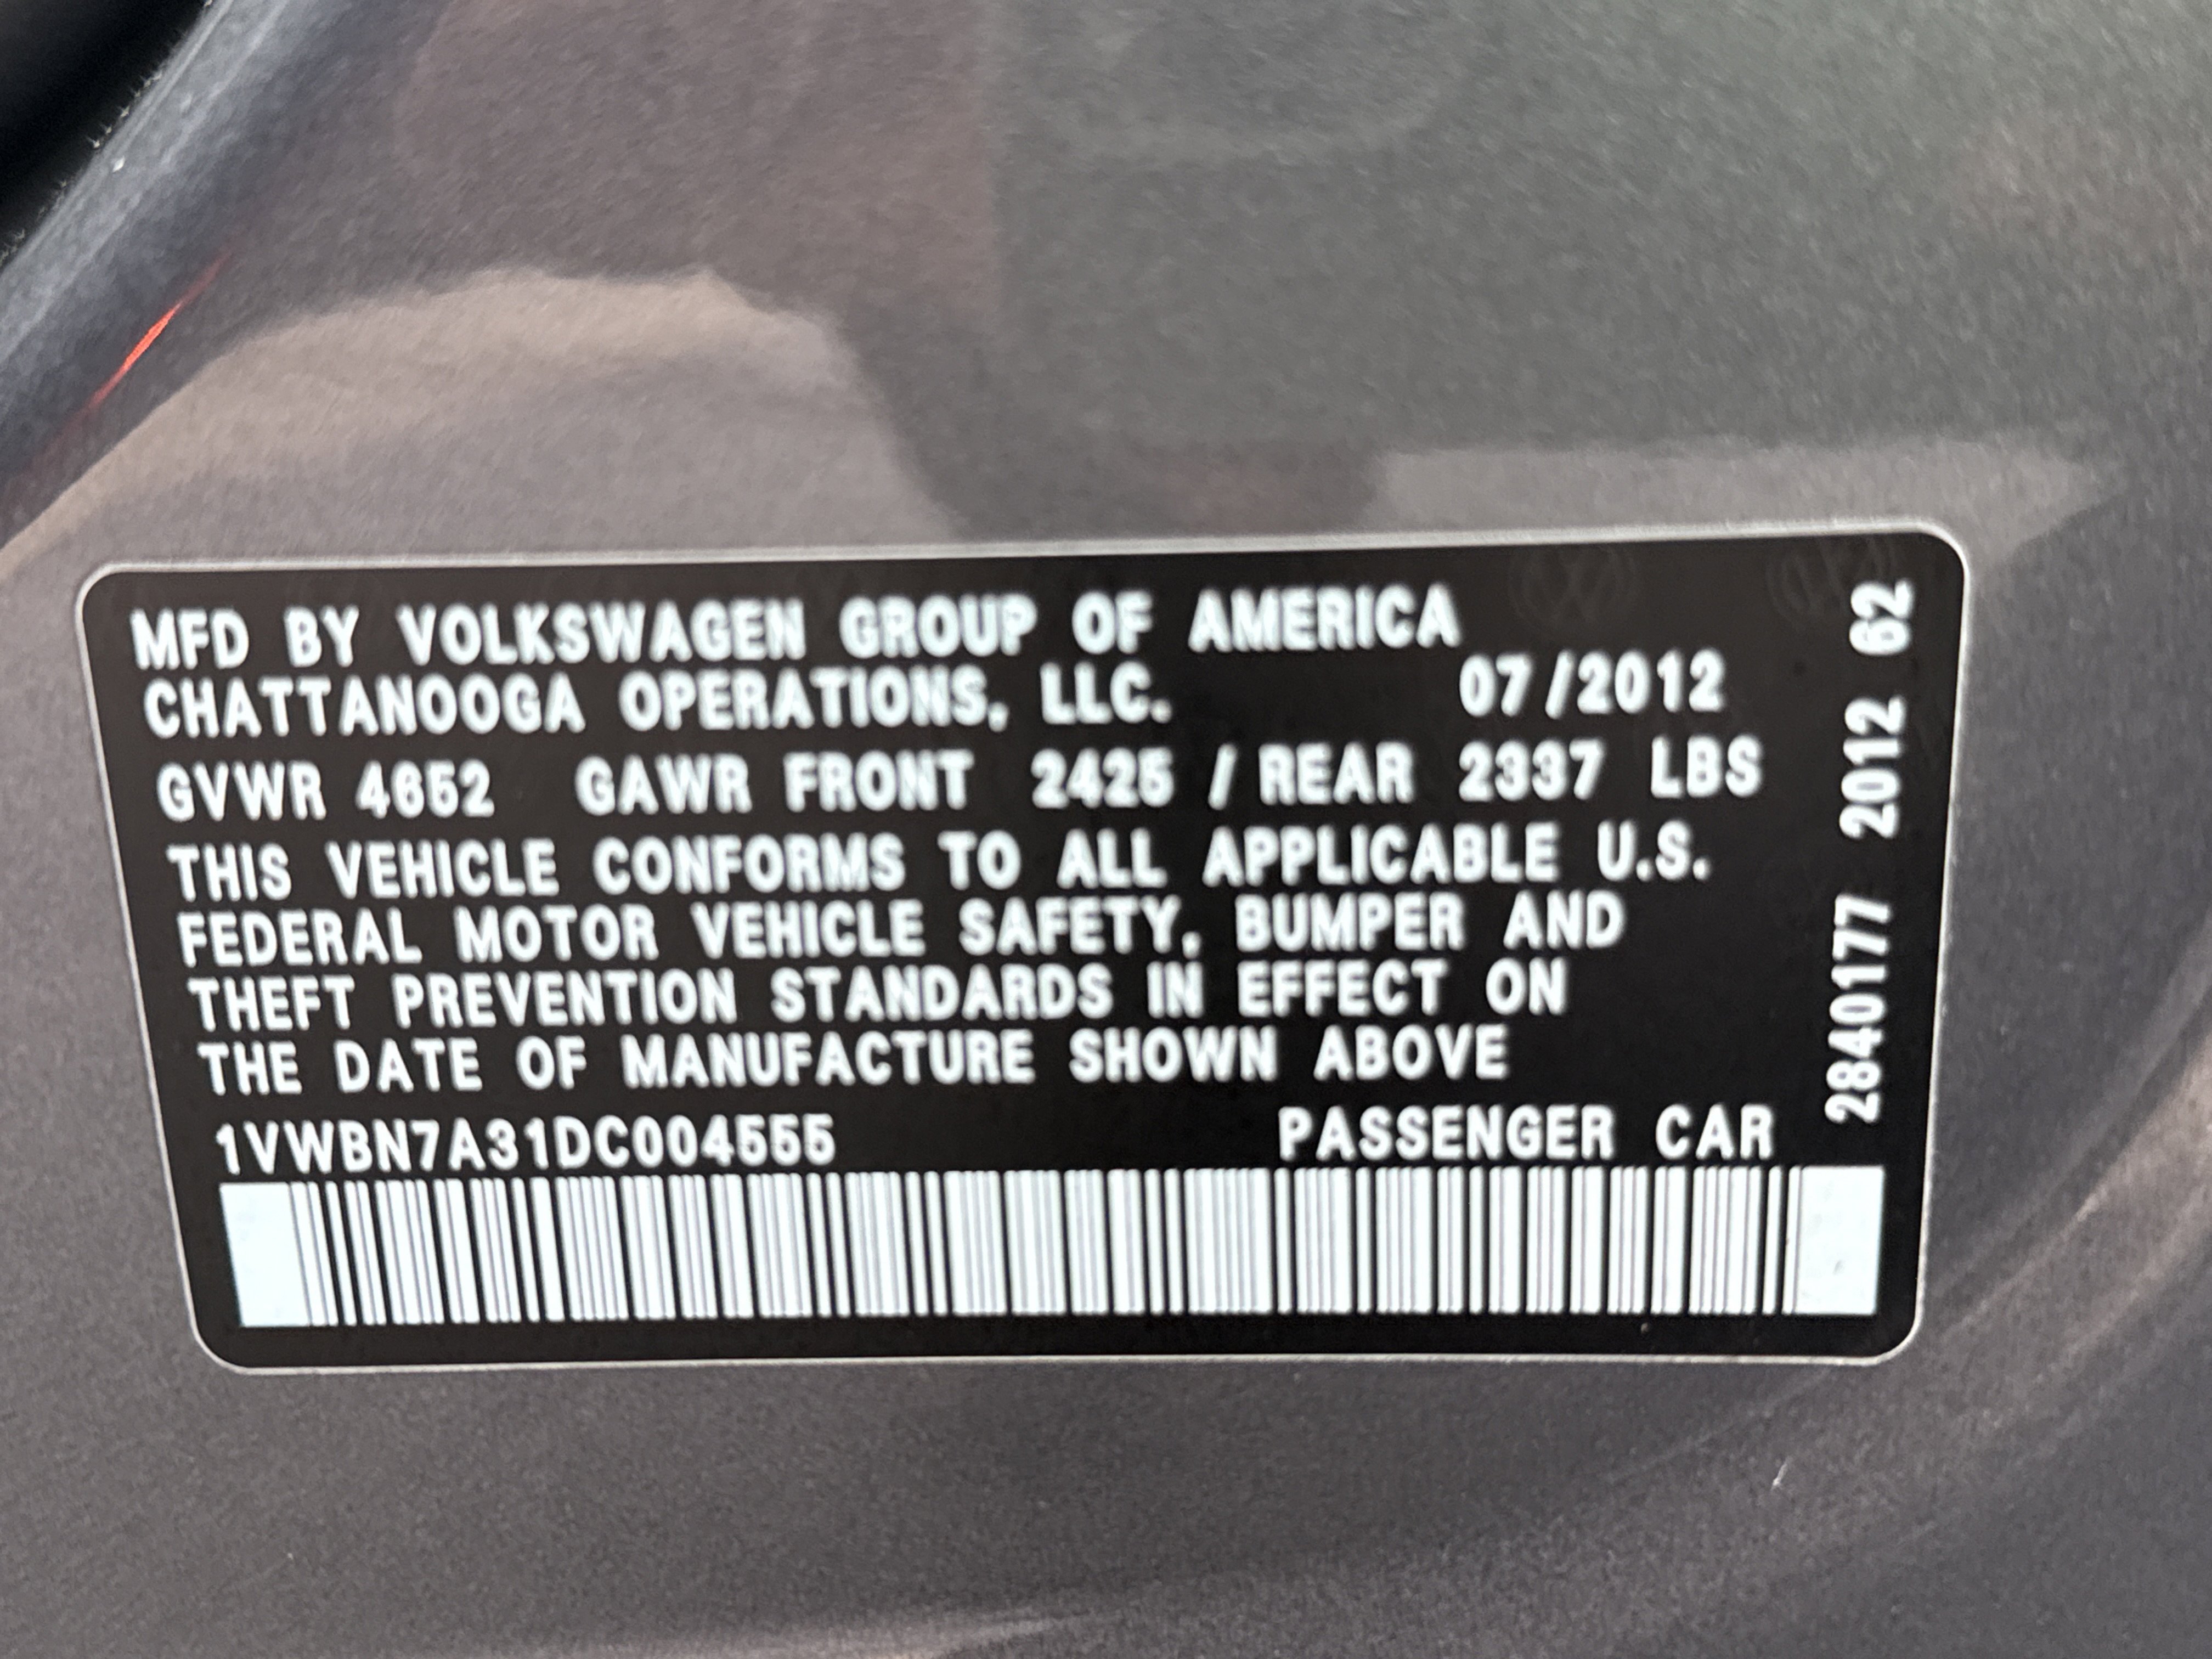 MFD BY VOLKSWAGEN GROUP OF AMERICA
CHATTANOOGA OPERATIONS, LLC. 07/2012
GVWR 4652 GAWR FRONT 2425 / REAR 2337 LBS
THIS VEHICLE CONFORMS TO ALL APPLICABLE U.S.
FEDERAL MOTOR VEHICLE SAFETY, BUMPER AND
THEFT PREVENTION STANDARDS IN EFFECT ON
THE DATE OF MANUFACTURE SHOWN ABOVE
1VWBN7A31DC004555 PASSENGER CAR
2840177 2012 62